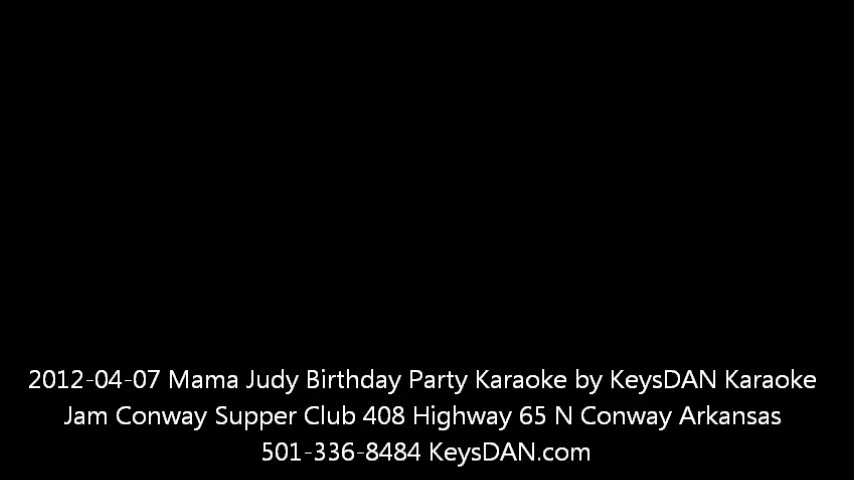 2012-04-07 Mama Judy Birthday Party Karaoke by KeysDAN Karaoke
Jam Conway Supper Club 408 Highway 65 N Conway Arkansas
501-336-8484 KeysDAN.com